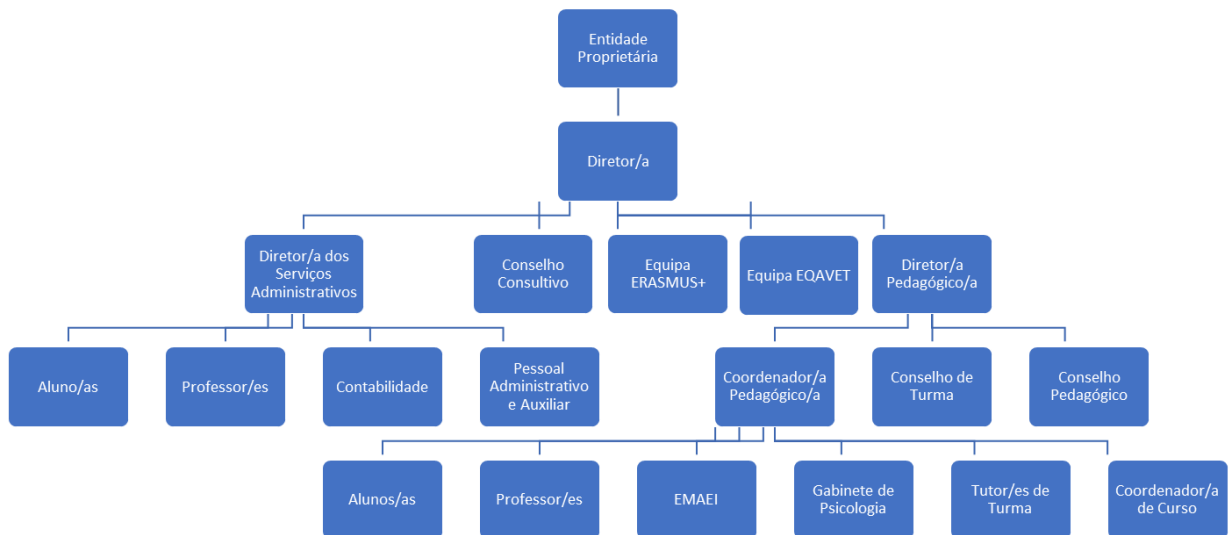 Entidade
Proprietária
Diretor/a
Diretor/a dos
Serviços
Administrativos
Conselho
Consultivo
Equipa
ERASMUS+
Equipa EQAVET
Diretor/a
Pedagógico/a
Aluno/as
Professor/es
Contabilidade
Pessoal
Administrativo
e Auxiliar
Coordenador/a
Pedagógico/a
Conselho de
Turma
Conselho
Pedagógico
Alunos/as
Professor/es
EMAEI
Gabinete de
Psicologia
Tutor/es de
Turma
Coordenador/a
de Curso